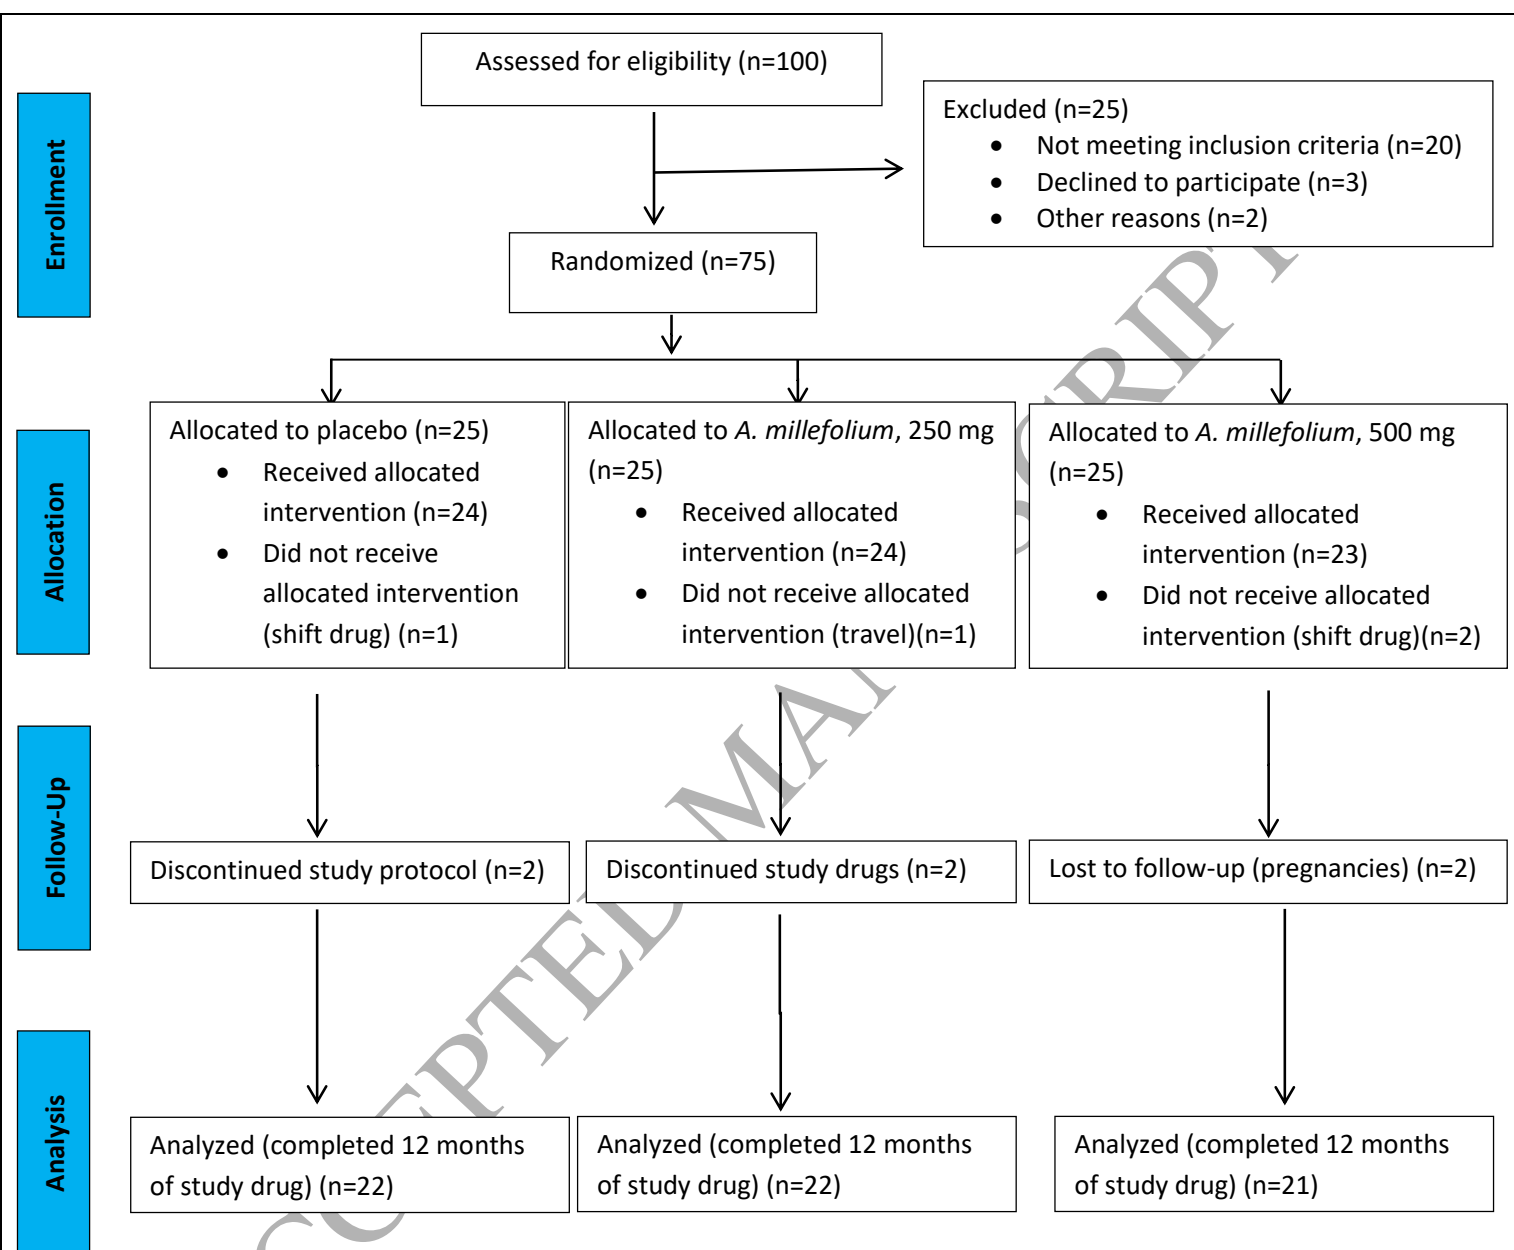 Assessed for eligibility (n=100)
Enrollment
Excluded (n=25)
• Not meeting inclusion criteria (n=20)
• Declined to participate (n=3)
• Other reasons (n=2)
Randomized (n=75)
Allocation
Allocated to placebo (n=25)
• Received allocated
intervention (n=24)
• Did not receive
allocated intervention
(shift drug) (n=1)
Allocated to A. millefolium, 250 mg
(n=25)
• Received allocated
intervention (n=24)
• Did not receive allocated
intervention (travel)(n=1)
Allocated to A. millefolium, 500 mg
(n=25)
• Received allocated
intervention (n=23)
• Did not receive allocated
intervention (shift drug)(n=2)
Follow-Up
Discontinued study protocol (n=2)
Discontinued study drugs (n=2)
Lost to follow-up (pregnancies) (n=2)
Analysis
Analyzed (completed 12 months
of study drug) (n=22)
Analyzed (completed 12 months
of study drug) (n=22)
Analyzed (completed 12 months
of study drug) (n=21)